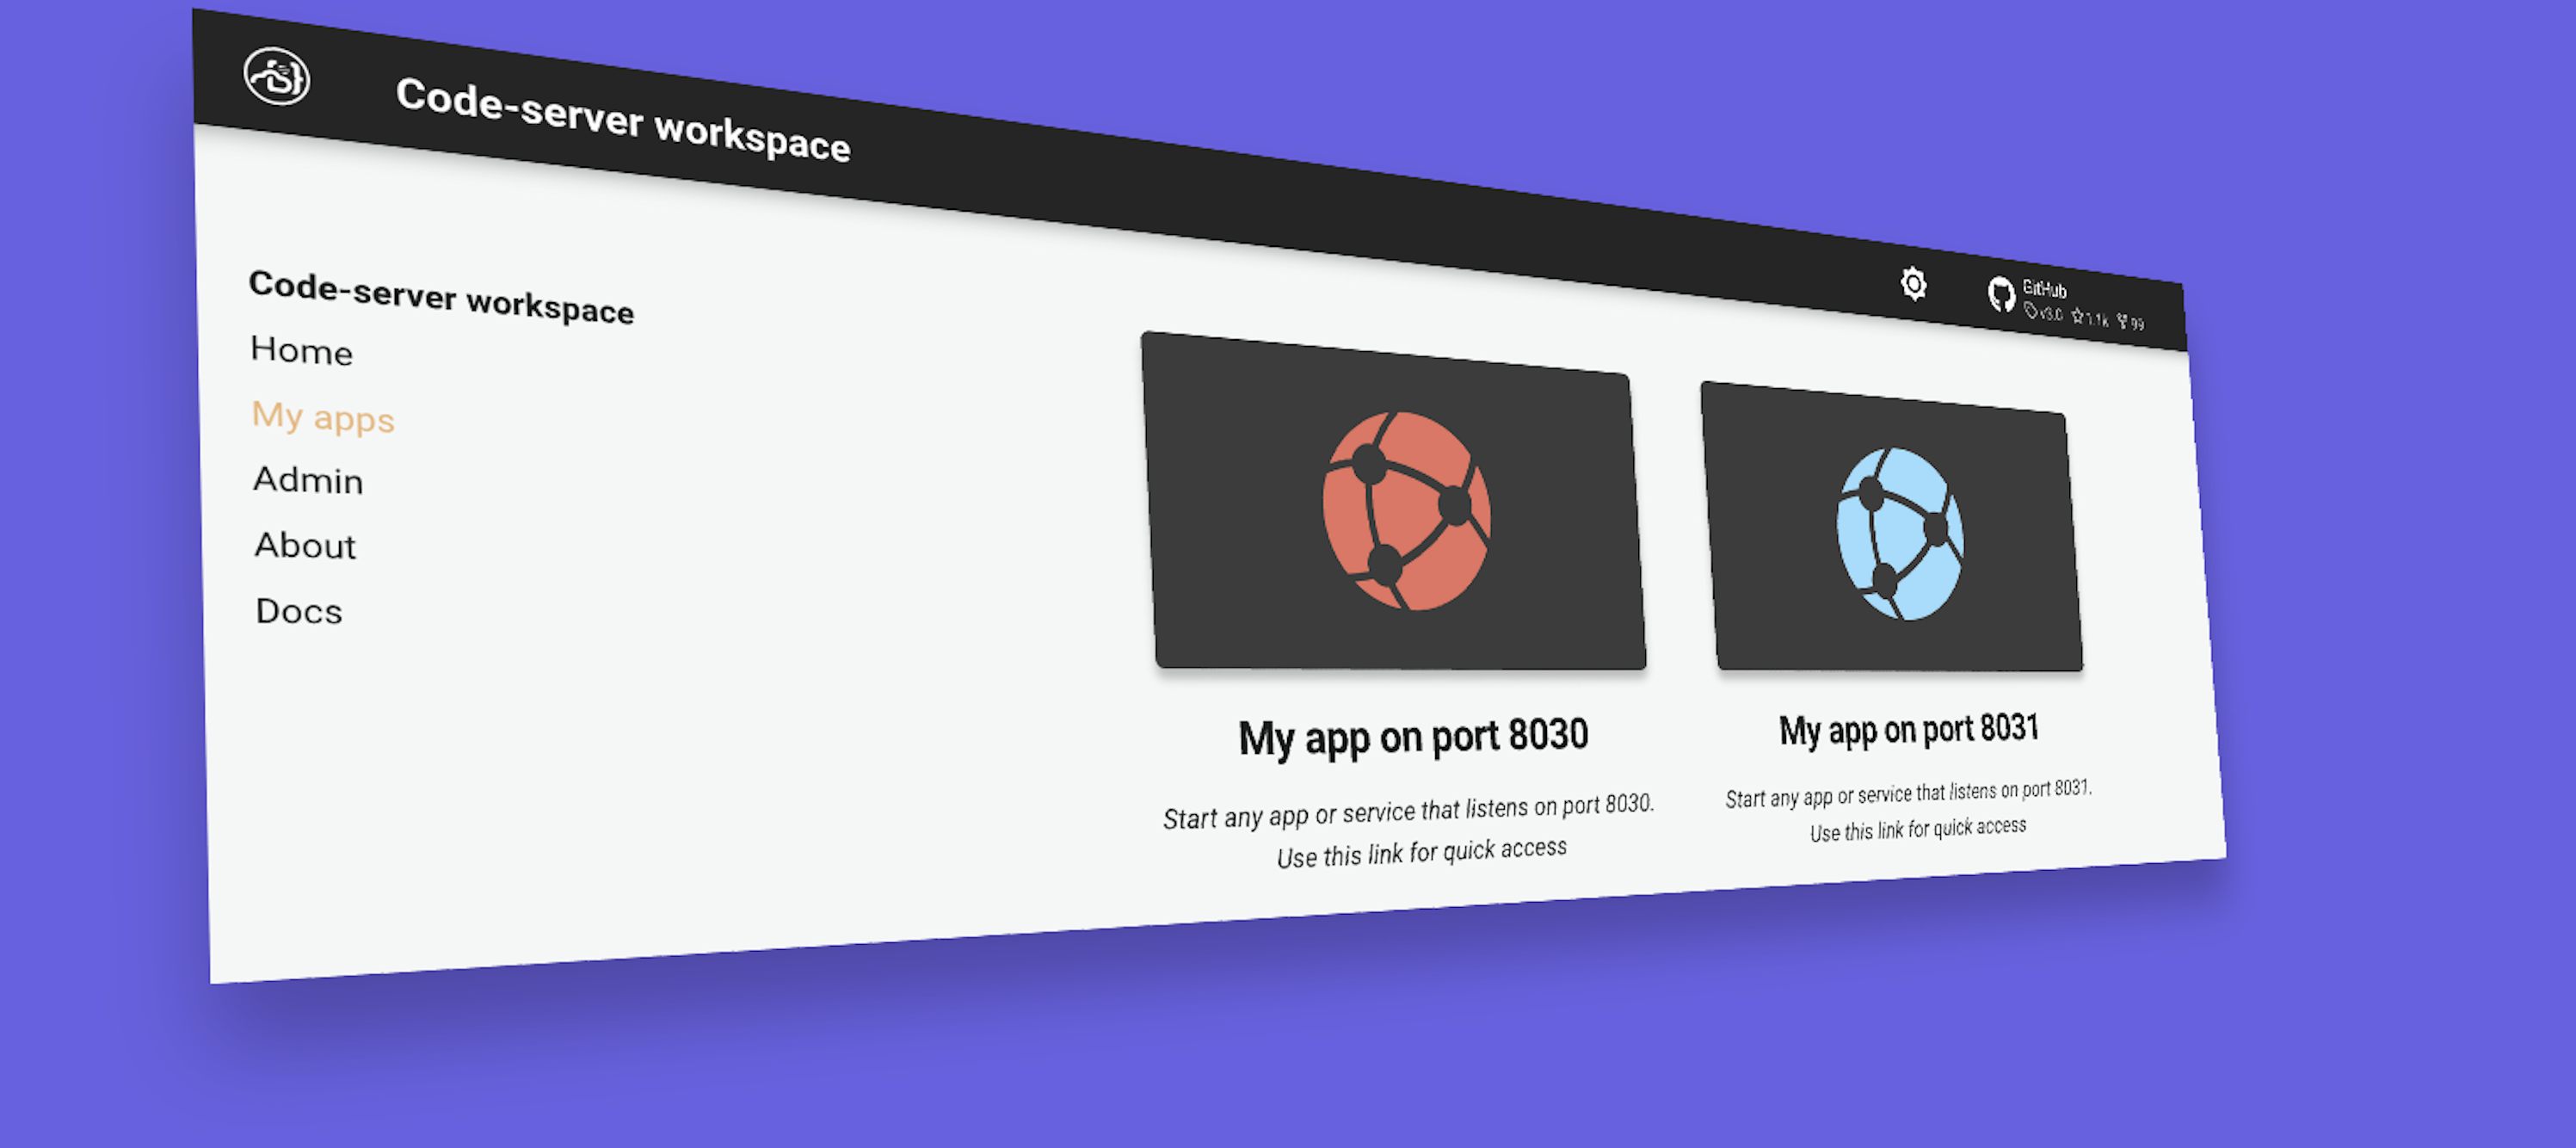 Code-server workspace
GitHub
v3.0 1.1k 99
Code-server workspace
Home
My apps
Admin
About
Docs
My app on port 8030
Start any app or service that listens on port 8030.
Use this link for quick access
My app on port 8031
Start any app or service that listens on port 8031.
Use this link for quick access